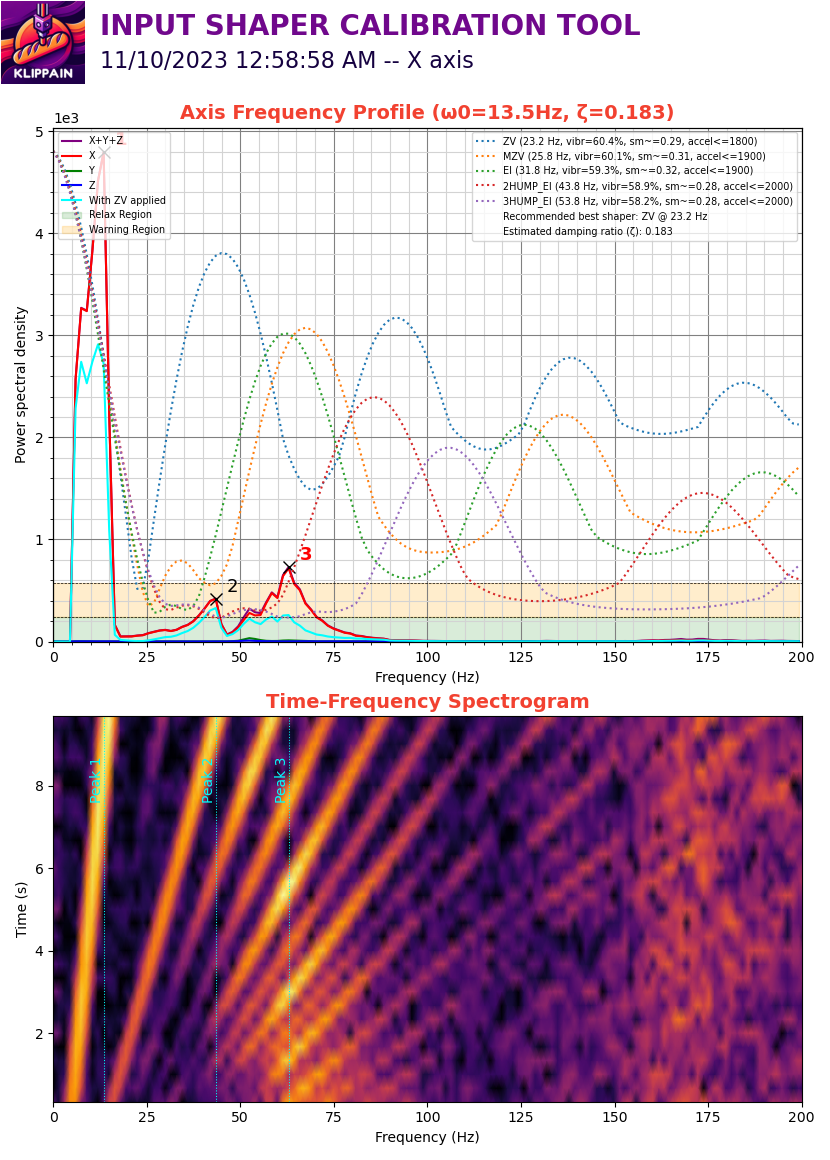 INPUT SHAPER CALIBRATION TOOL
11/10/2023 12:58:58 AM -- X axis
KLIPPAIN
Axis Frequency Profile (ω0=13.5Hz, ζ=0.183)
1e3
X+Y+Z
X
Y
Z
With ZV applied
Relax Region
Warning Region
ZV (23.2 Hz, vibr=60.4%, sm~=0.29, accel<=1800)
MZV (25.8 Hz, vibr=60.1%, sm~=0.31, accel<=1900)
EI (31.8 Hz, vibr=59.3%, sm~=0.32, accel<=1900)
2HUMP_EI (43.8 Hz, vibr=58.9%, sm~=0.28, accel<=2000)
3HUMP_EI (53.8 Hz, vibr=58.2%, sm~=0.28, accel<=2000)
Recommended best shaper: ZV @ 23.2 Hz
Estimated damping ratio (ζ): 0.183
1
2
3
Power spectral density
5
4
3
2
1
0
0 25 50 75 100 125 150 175 200
Frequency (Hz)
Time-Frequency Spectrogram
Peak 1
Peak 2
Peak 3
Time (s)
8
6
4
2
0 25 50 75 100 125 150 175 200
Frequency (Hz)